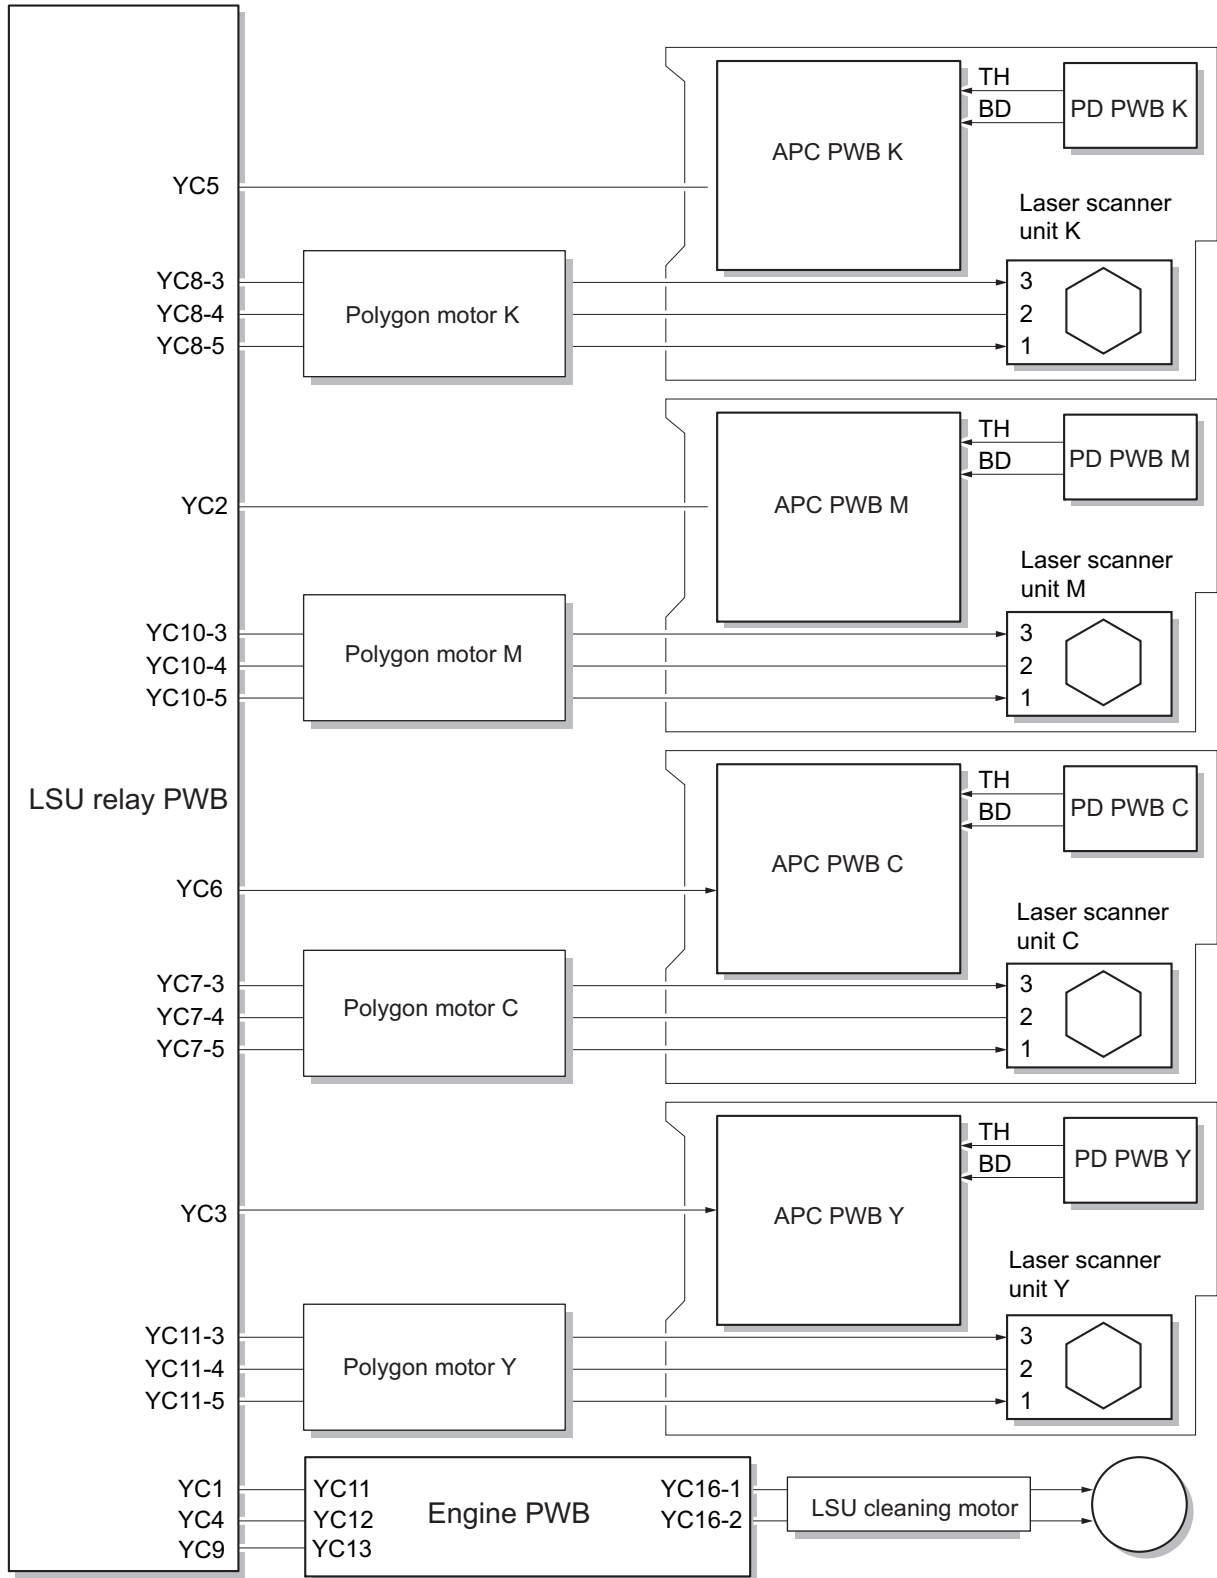 TH
BD
PD PWB K
APC PWB K
YC5
Laser scanner
unit K
YC8-3
YC8-4
YC8-5
Polygon motor K
3
2
1
TH
BD
PD PWB M
APC PWB M
YC2
Laser scanner
unit M
YC10-3
YC10-4
YC10-5
Polygon motor M
3
2
1
LSU relay PWB
TH
BD
PD PWB C
APC PWB C
YC6
Laser scanner
unit C
YC7-3
YC7-4
YC7-5
Polygon motor C
3
2
1
TH
BD
PD PWB Y
APC PWB Y
YC3
Laser scanner
unit Y
YC11-3
YC11-4
YC11-5
Polygon motor Y
3
2
1
YC1
YC4
YC9
YC11
YC12
YC13
Engine PWB
YC16-1
YC16-2
LSU cleaning motor